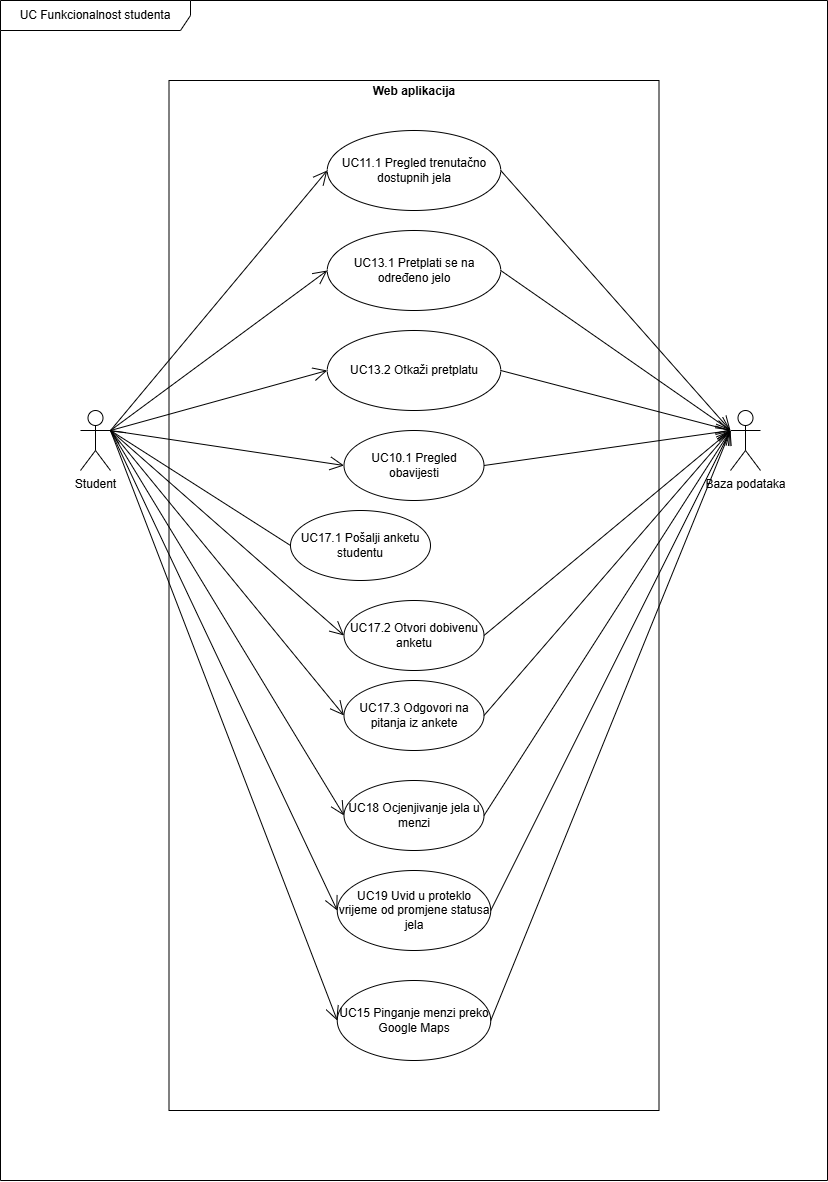 UC Funkcionalnost studenta
Web aplikacija
UC11.1 Pregled trenutačno
dostupnih jela
UC13.1 Pretplati se na
određeno jelo
UC13.2 Otkaži pretplatu
UC10.1 Pregled
obavijesti
Student
Baza podataka
UC17.1 Pošalji anketu
studentu
UC17.2 Otvori dobivenu
anketu
UC17.3 Odgovori na
pitanja iz ankete
UC18 Ocjenjivanje jela u
menzi
UC19 Uvid u proteklo
vrijeme od promjene statusa
jela
UC15 Pinganje menzi preko
Google Maps